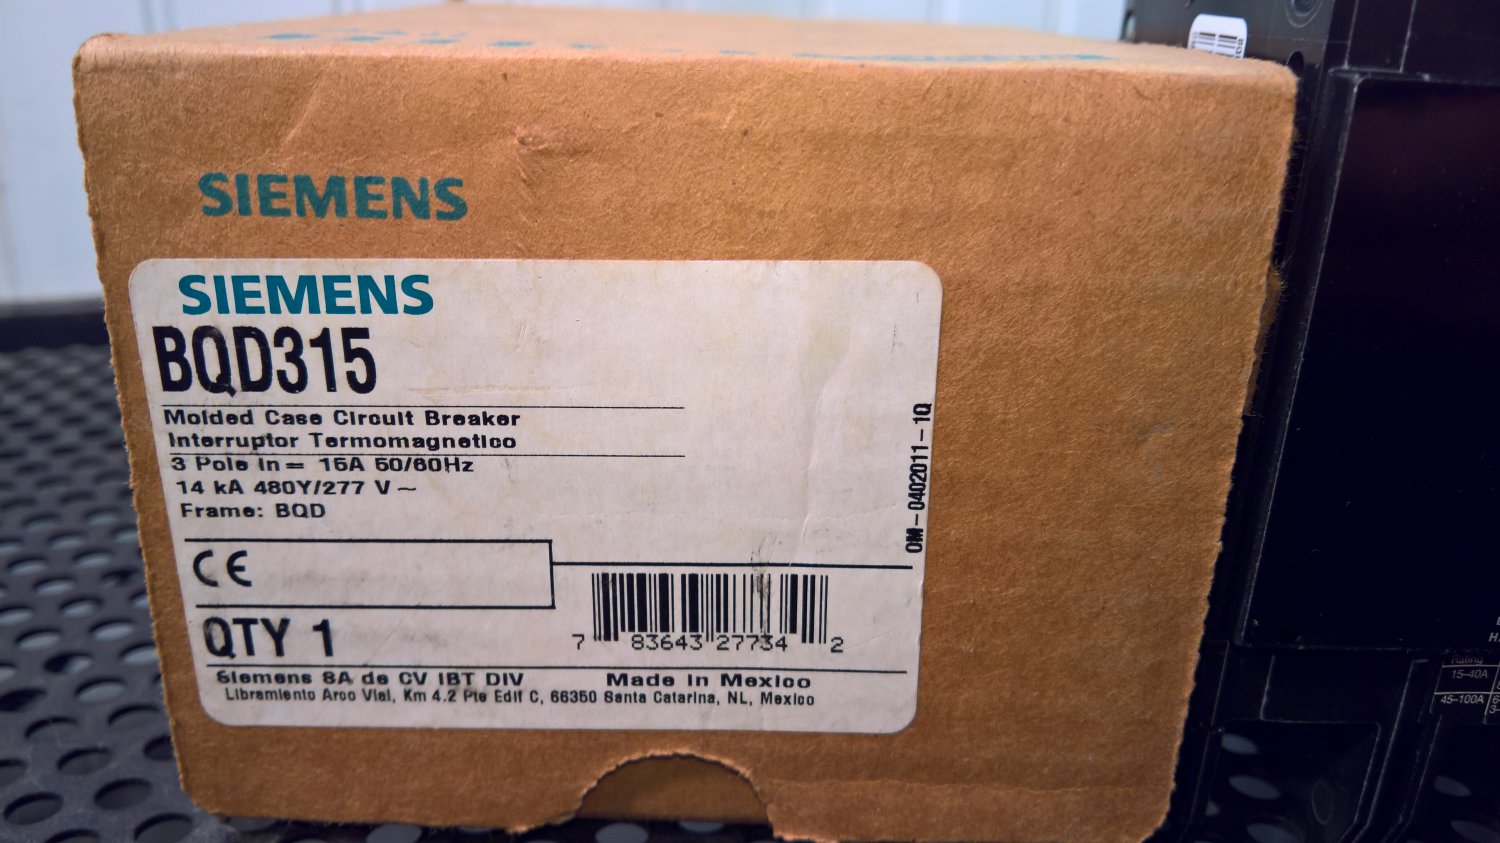 SIEMENS
SIEMENS
BQD315
Molded Case Circuit Breaker
Interruptor Termomagnetico
3 Pole In = 15A 50/60Hz
14 kA 480Y/277 V ~
Frame: BQD
CE
QTY 1
7 83643 27734 2
OM-0402011-1Q
Siemens SA de CV IBT DIV Made in Mexico
Libramiento Arco Vial, Km 4.2 Pte Edif C, 66350 Santa Catarina, NL, Mexico
Rating
15-40A
45-100A